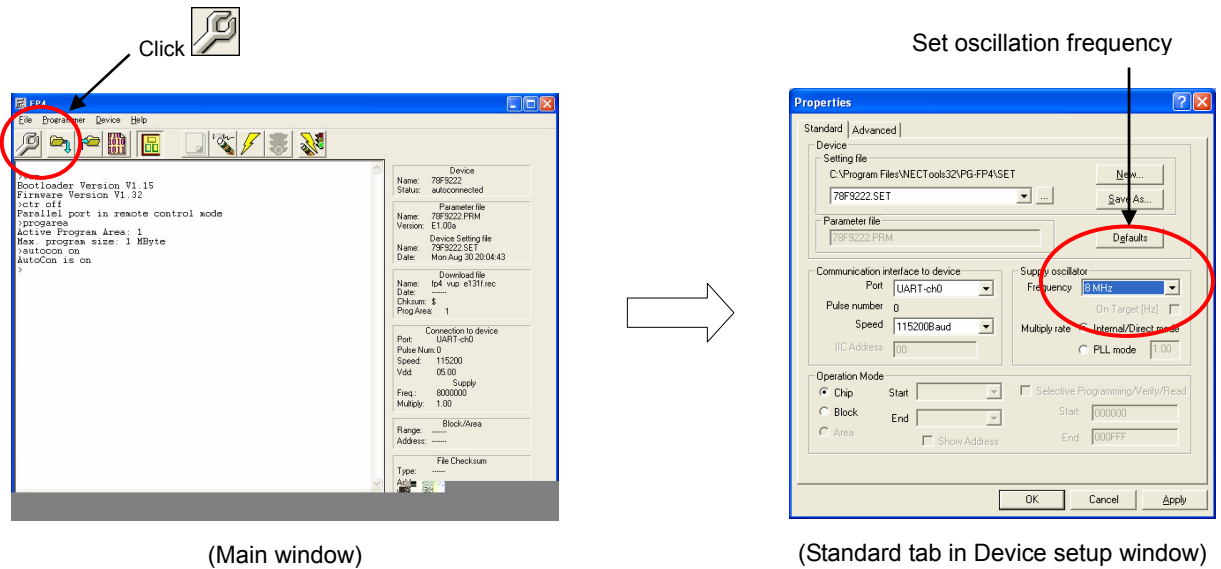 Click
Set oscillation frequency
FP4
File Programmer Device Help
Bootloader Version V1.15
Firmware Version V1.32
>ctr off
Parallel port in remote control mode
>progarea
Active Program Area: 1
Max. program size: 1 MByte
>autocon on
AutoCon is on
>
Device
Name: 78F9222
Status: autoconnected
Parameter file
Name: 78F9222.PRM
Version: E1.00a
Device Setting file
Name: 79F9222.SET
Date: Mon Aug 30 20:04:43
Download file
Name: fp4_vup_e131f.rec
Date: ------
Chksum: $
Prog Area: 1
Connection to device
Port: UART-ch0
Pulse Num: 0
Speed: 115200
Vdd: 05.00
Supply
Freq.: 8000000
Multiply: 1.00
Block/Area
Range: ------
Address: ------
File Checksum
Type: ------
(Main window)
Properties
Standard Advanced
Device
Setting file
C:\Program Files\NECTools32\PG-FP4\SET
New...
78F9222.SET
...
Save As...
Parameter file
78F9222.PRM
Defaults
Communication interface to device
Port UART-ch0
Pulse number 0
Speed 115200Baud
IIC Address 00
Supply oscillator
Frequency 8 MHz
On Target [Hz]
Multiply rate Internal/Direct mode
PLL mode 1.00
Operation Mode
Chip Start
Block End
Area
Show Address
Selective Programming/Verify/Read
Start 000000
End 000FFF
OK Cancel Apply
(Standard tab in Device setup window)